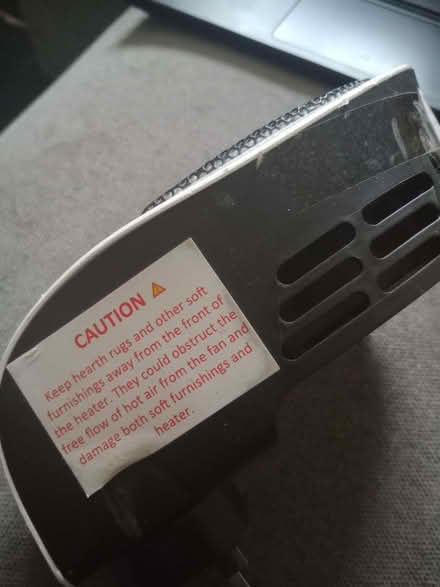 CAUTION ⚠
Keep hearth rugs and other soft
furnishings away from the front of
the heater. They could obstruct the
free flow of hot air from the fan and
damage both soft furnishings and
heater.